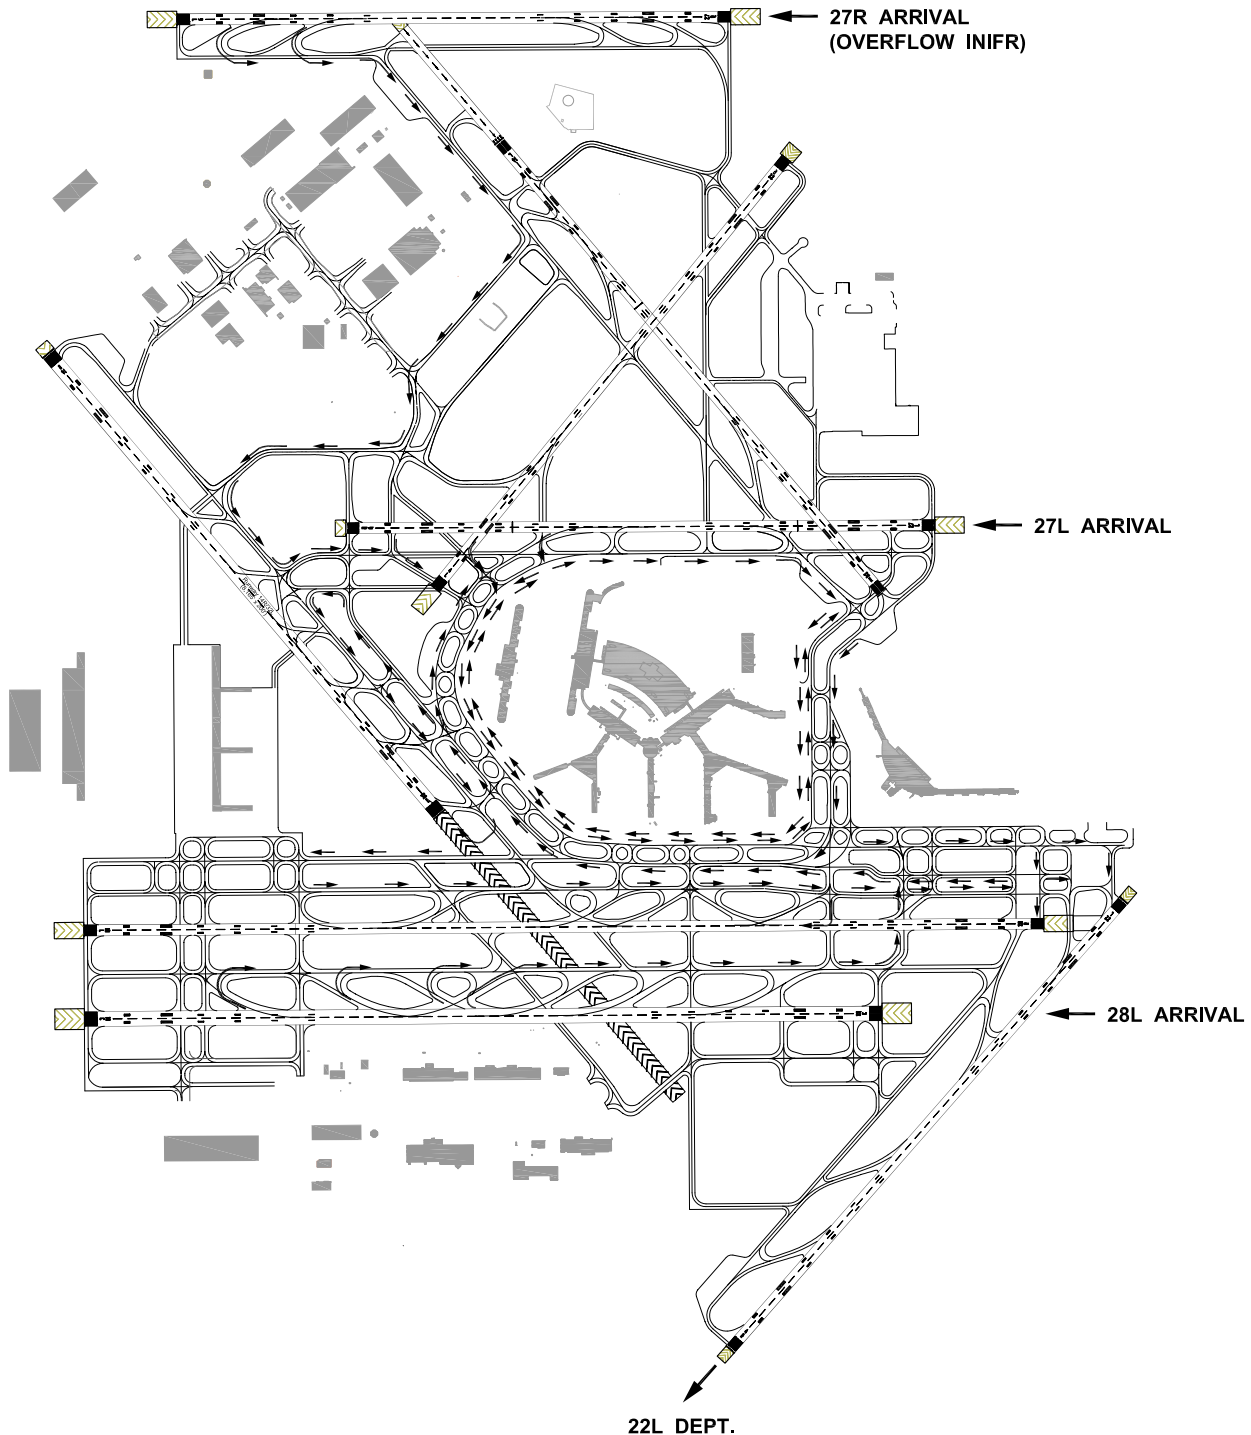 27R ARRIVAL
(OVERFLOW INIFR)
27L ARRIVAL
28L ARRIVAL
22L DEPT.